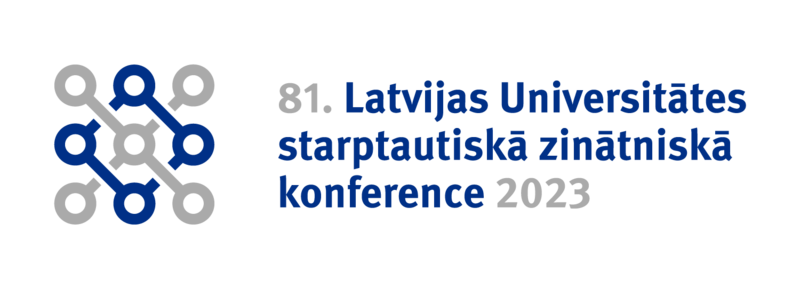 81. Latvijas Universitātes
starptautiskā zinātniskā
konference 2023